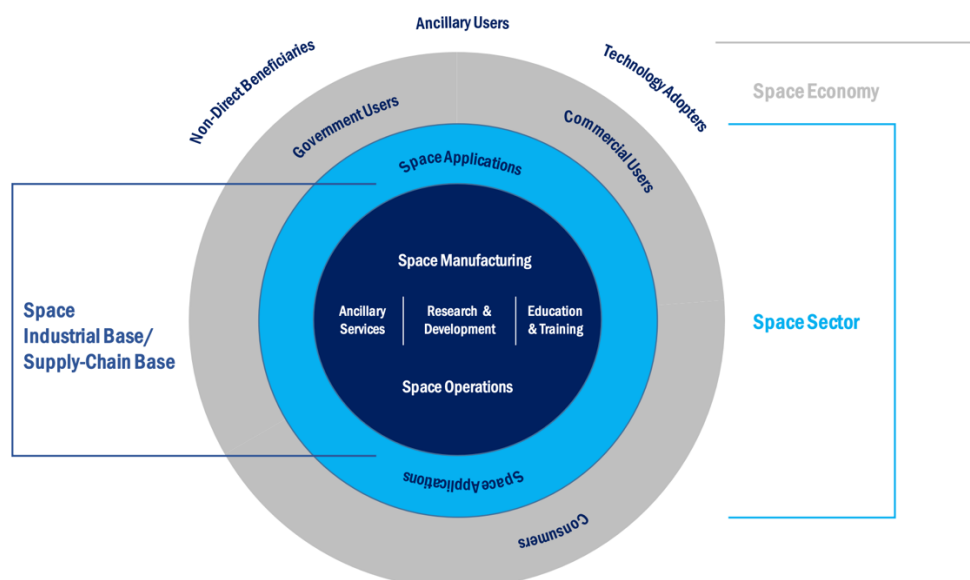 Ancillary Users
Non-Direct Beneficiaries
Technology Adopters
Space Economy
Government Users
Commercial Users
Space Applications
Space Manufacturing
Ancillary
Services
Research &
Development
Education
& Training
Space Operations
Space
Industrial Base/
Supply-Chain Base
Space Sector
Space Applications
Consumers